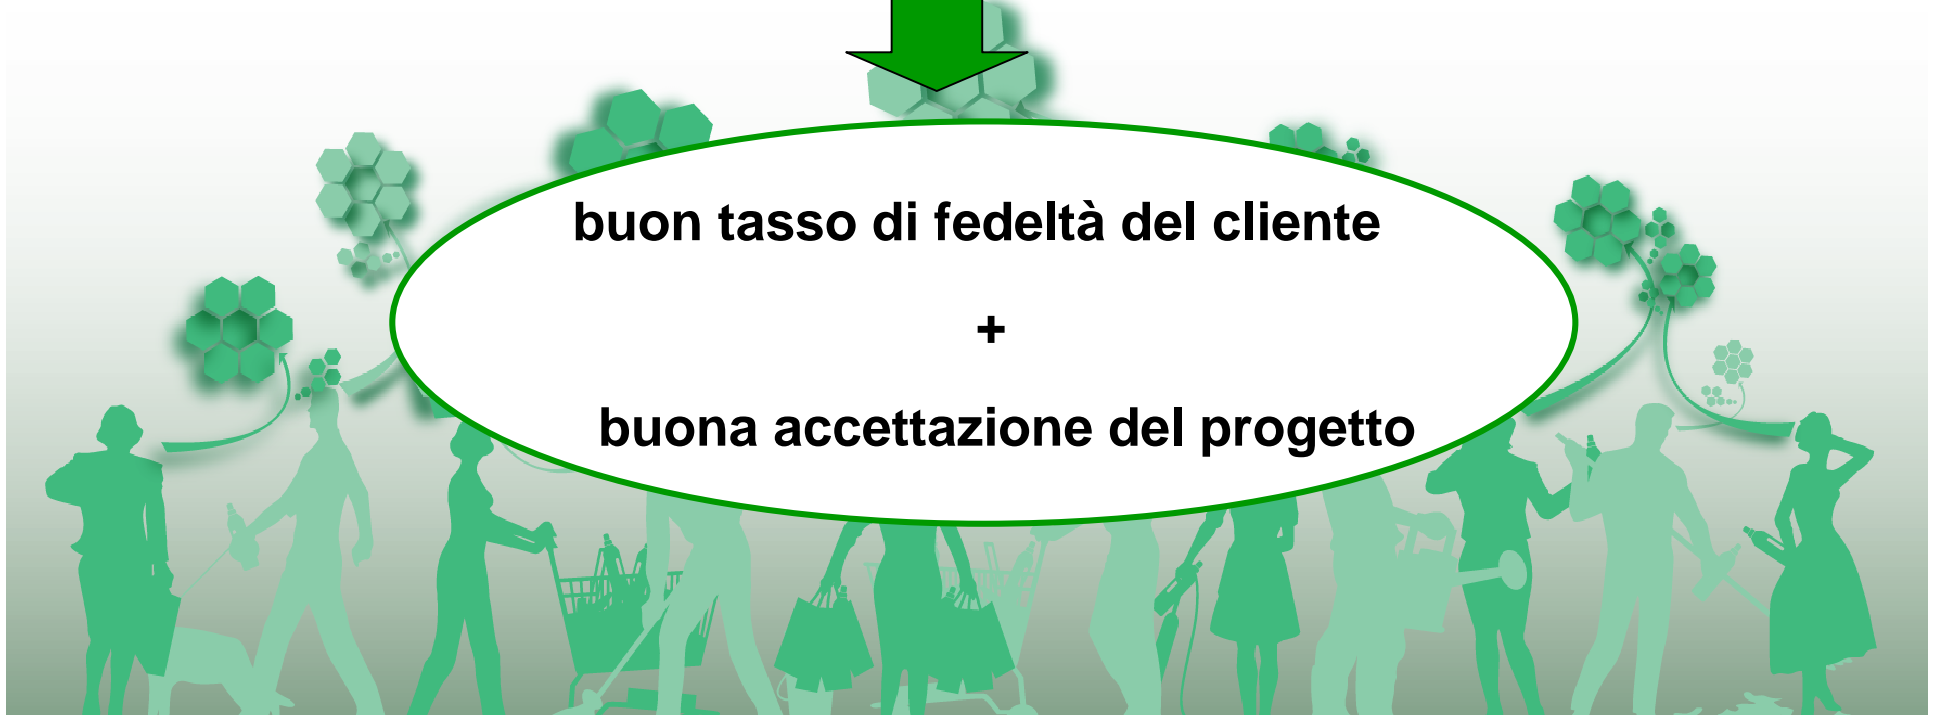 buon tasso di fedeltà del cliente
+
buona accettazione del progetto